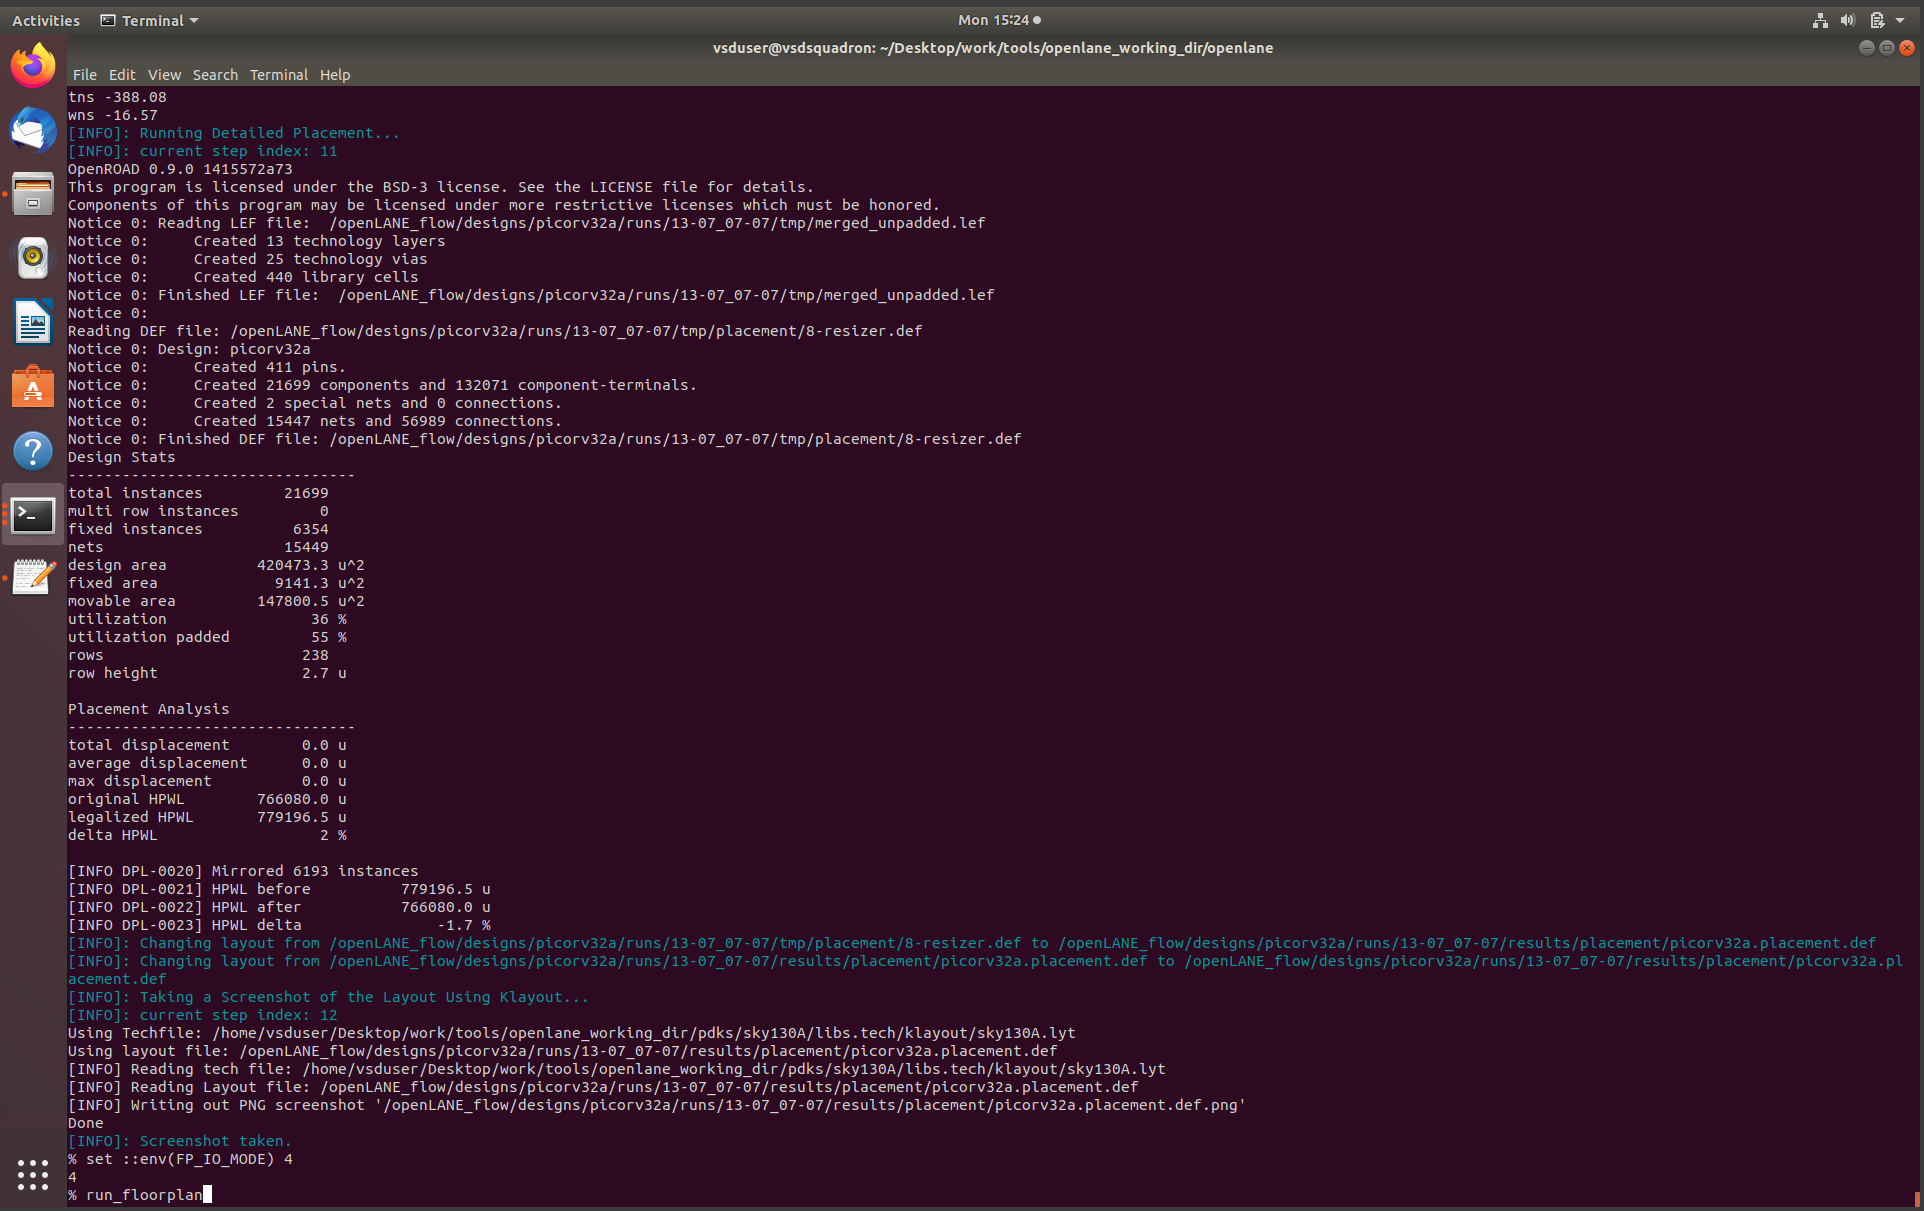 Activities Terminal Mon 15:24
vsduser@vsdsquadron: ~/Desktop/work/tools/openlane_working_dir/openlane
File Edit View Search Terminal Help
tns -388.08
wns -16.57
[INFO]: Running Detailed Placement...
[INFO]: current step index: 11
OpenROAD 0.9.0 1415572a73
This program is licensed under the BSD-3 license. See the LICENSE file for details.
Components of this program may be licensed under more restrictive licenses which must be honored.
Notice 0: Reading LEF file:  /openLANE_flow/designs/picorv32a/runs/13-07_07-07/tmp/merged_unpadded.lef
Notice 0:     Created 13 technology layers
Notice 0:     Created 25 technology vias
Notice 0:     Created 440 library cells
Notice 0: Finished LEF file:  /openLANE_flow/designs/picorv32a/runs/13-07_07-07/tmp/merged_unpadded.lef
Notice 0:
Reading DEF file: /openLANE_flow/designs/picorv32a/runs/13-07_07-07/tmp/placement/8-resizer.def
Notice 0: Design: picorv32a
Notice 0:     Created 411 pins.
Notice 0:     Created 21699 components and 132071 component-terminals.
Notice 0:     Created 2 special nets and 0 connections.
Notice 0:     Created 15447 nets and 56989 connections.
Notice 0: Finished DEF file: /openLANE_flow/designs/picorv32a/runs/13-07_07-07/tmp/placement/8-resizer.def
Design Stats
--------------------------------
total instances         21699
multi row instances         0
fixed instances          6354
nets                    15449
design area          420473.3 u^2
fixed area             9141.3 u^2
movable area         147800.5 u^2
utilization                36 %
utilization padded         55 %
rows                      238
row height                2.7 u
Placement Analysis
--------------------------------
total displacement        0.0 u
average displacement      0.0 u
max displacement          0.0 u
original HPWL        766080.0 u
legalized HPWL       779196.5 u
delta HPWL                  2 %
[INFO DPL-0020] Mirrored 6193 instances
[INFO DPL-0021] HPWL before          779196.5 u
[INFO DPL-0022] HPWL after           766080.0 u
[INFO DPL-0023] HPWL delta               -1.7 %
[INFO]: Changing layout from /openLANE_flow/designs/picorv32a/runs/13-07_07-07/tmp/placement/8-resizer.def to /openLANE_flow/designs/picorv32a/runs/13-07_07-07/results/placement/picorv32a.placement.def
[INFO]: Changing layout from /openLANE_flow/designs/picorv32a/runs/13-07_07-07/results/placement/picorv32a.placement.def to /openLANE_flow/designs/picorv32a/runs/13-07_07-07/results/placement/picorv32a.pl
acement.def
[INFO]: Taking a Screenshot of the Layout Using Klayout...
[INFO]: current step index: 12
Using Techfile: /home/vsduser/Desktop/work/tools/openlane_working_dir/pdks/sky130A/libs.tech/klayout/sky130A.lyt
Using layout file: /openLANE_flow/designs/picorv32a/runs/13-07_07-07/results/placement/picorv32a.placement.def
[INFO] Reading tech file: /home/vsduser/Desktop/work/tools/openlane_working_dir/pdks/sky130A/libs.tech/klayout/sky130A.lyt
[INFO] Reading Layout file: /openLANE_flow/designs/picorv32a/runs/13-07_07-07/results/placement/picorv32a.placement.def
[INFO] Writing out PNG screenshot '/openLANE_flow/designs/picorv32a/runs/13-07_07-07/results/placement/picorv32a.placement.def.png'
Done
[INFO]: Screenshot taken.
% set ::env(FP_IO_MODE) 4
4
% run_floorplan